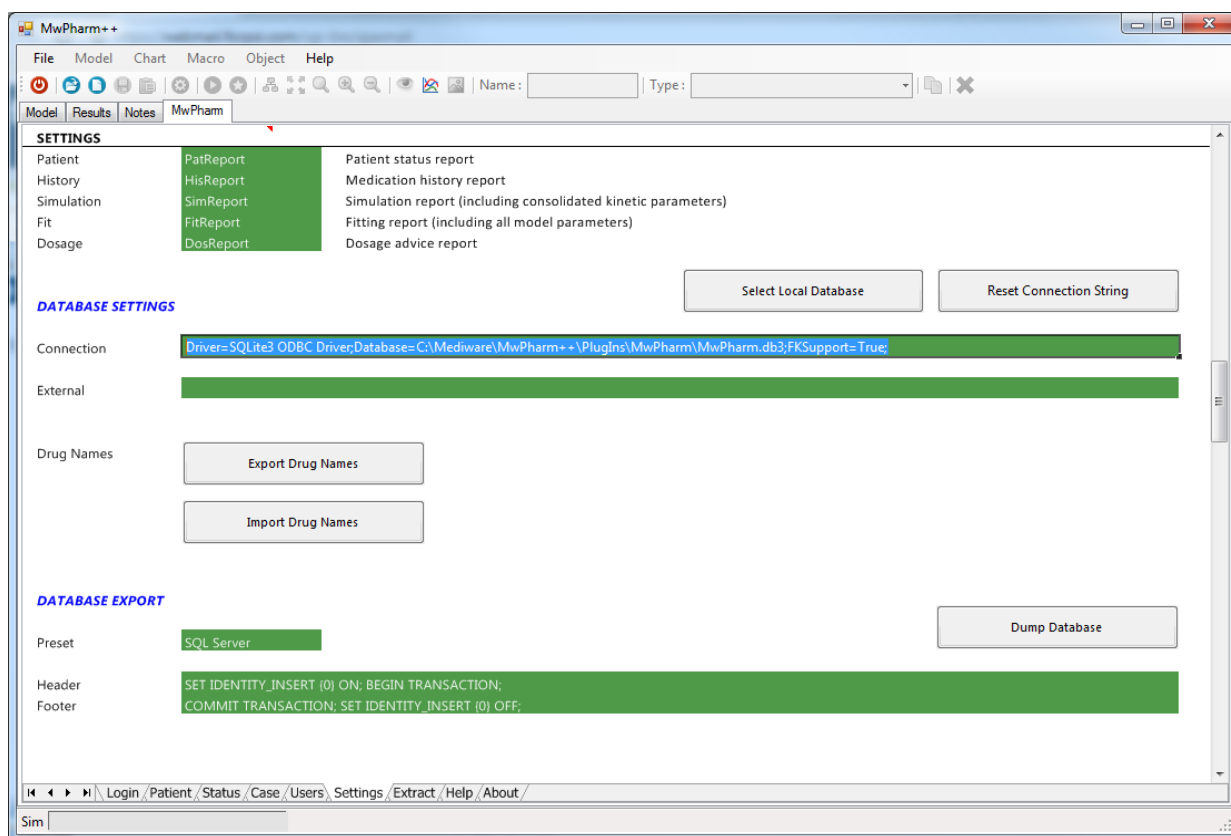 MwPharm++
File Model Chart Macro Object Help
Name: Type:
Model Results Notes MwPharm
SETTINGS
Patient PatReport Patient status report
History HisReport Medication history report
Simulation SimReport Simulation report (including consolidated kinetic parameters)
Fit FitReport Fitting report (including all model parameters)
Dosage DosReport Dosage advice report
Select Local Database Reset Connection String
DATABASE SETTINGS
Connection Driver=SQLite3 ODBC Driver;Database=C:\Mediware\MwPharm++\PlugIns\MwPharm\MwPharm.db3;FKSupport=True;
External
Drug Names Export Drug Names
Import Drug Names
DATABASE EXPORT
Dump Database
Preset SQL Server
Header SET IDENTITY_INSERT {0} ON; BEGIN TRANSACTION;
Footer COMMIT TRANSACTION; SET IDENTITY_INSERT {0} OFF;
Login Patient Status Case Users Settings Extract Help About
Sim